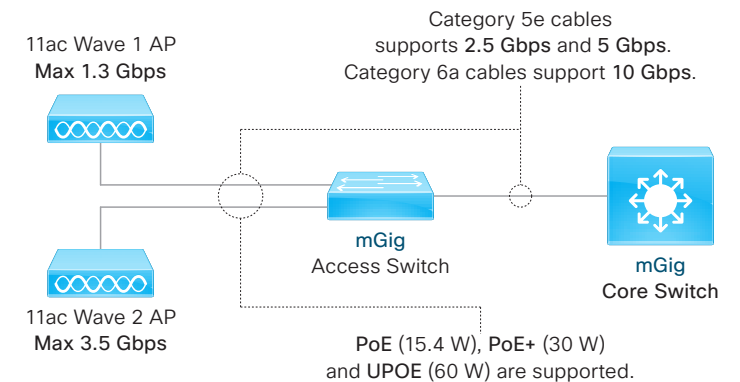 Category 5e cables
supports 2.5 Gbps and 5 Gbps.
Category 6a cables support 10 Gbps.
11ac Wave 1 AP
Max 1.3 Gbps
mGig
Access Switch
mGig
Core Switch
11ac Wave 2 AP
Max 3.5 Gbps
PoE (15.4 W), PoE+ (30 W)
and UPOE (60 W) are supported.